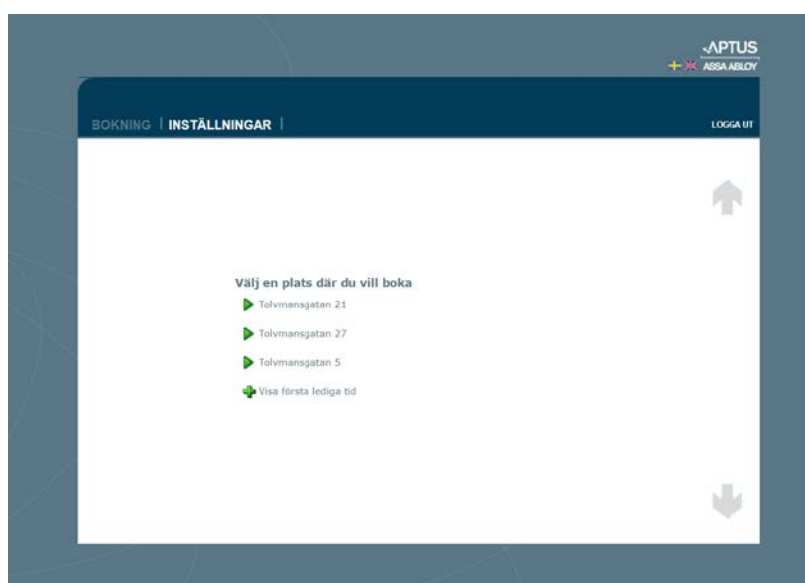 APTUS
ASSA ABLOY
BOKNING | INSTÄLLNINGAR |
LOGGA UT
Välj en plats där du vill boka
Tolvmansgatan 21
Tolvmansgatan 27
Tolvmansgatan 5
Visa första lediga tid